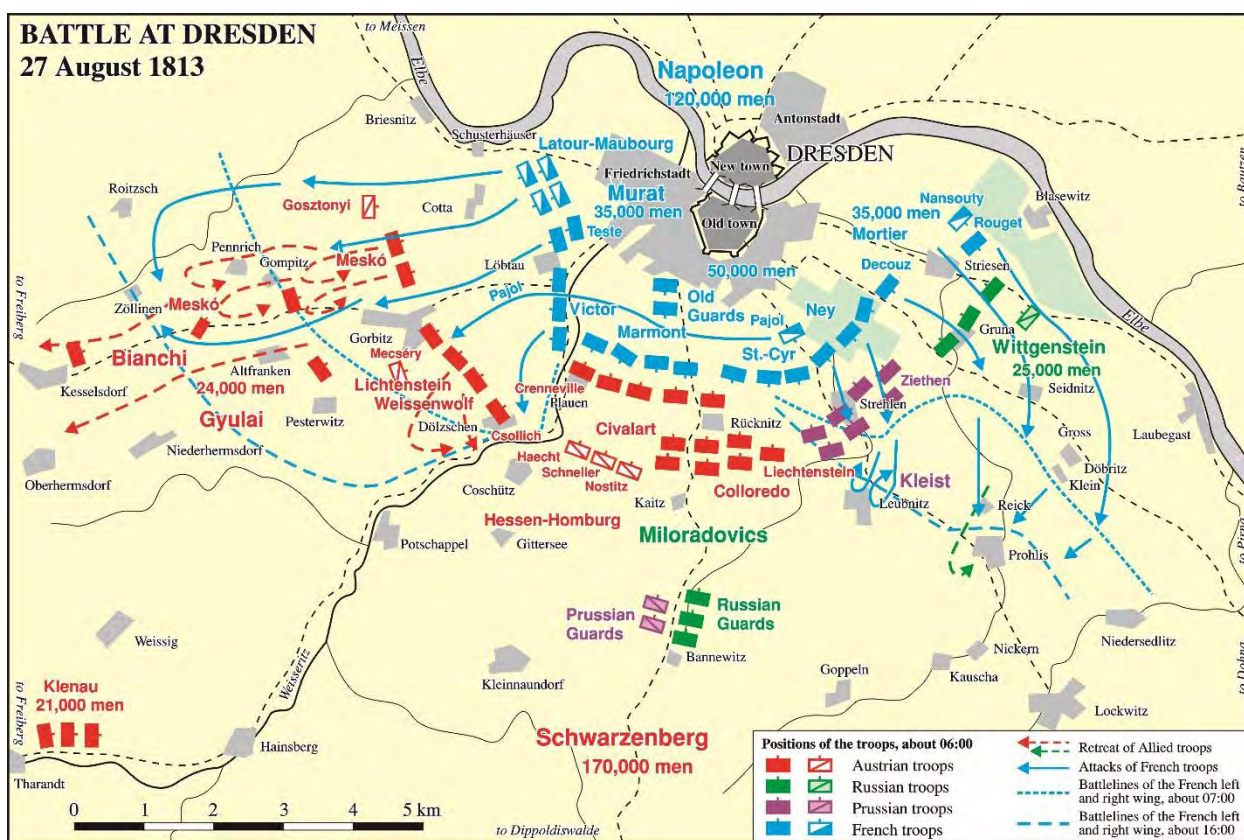 BATTLE AT DRESDEN
27 August 1813
to Meissen
Elbe
Napoleon
120,000 men
Antonstadt
Briesnitz
Schusterhäuser
Latour-Maubourg
New town
DRESDEN
Friedrichstadt
Murat
35,000 men
Old town
to Bautzen
Roitzsch
Gosztonyi
Cotta
Teste
Nansouty
Blasewitz
35,000 men
Rouget
Mortier
Pennrich
Gompitz
Meskó
Löbtau
50,000 men
Decouz
Striesen
to Freiberg
Zöllinen
Meskó
Pajol
Victor
Old
Guards
Pajol
Ney
Elbe
Gorbitz
Marmont
St.-Cyr
Gruna
Wittgenstein
25,000 men
Bianchi
Mecséry
Kesselsdorf
Altfranken
24,000 men
Lichtenstein
Weissenwolf
Crenneville
Plauen
Ziethen
Seidnitz
Gyulai
Pesterwitz
Dölzschen
Csollich
Civalart
Rücknitz
Strehlen
Laubegast
Niederhermsdorf
Haecht
Schneller
Nostitz
Liechtenstein
Gross
Döbritz
Klein
Oberhermsdorf
Coschütz
Kaitz
Colloredo
Kleist
Leubnitz
Reick
Hessen-Homburg
Potschappel
Gittersee
Miloradovics
Prohlis
to Pirna
Prussian
Guards
Russian
Guards
Weissig
Weisseritz
Bannewitz
Niedersedlitz
Nickern
Kauscha
Goppeln
Kleinnaundorf
to Dohna
Klenau
21,000 men
to Freiberg
Lockwitz
Hainsberg
Tharandt
Schwarzenberg
170,000 men
0 1 2 3 4 5 km
to Dippoldiswalde
Positions of the troops, about 06:00
Austrian troops
Russian troops
Prussian troops
French troops
Retreat of Allied troops
Attacks of French troops
Battlelines of the French left
and right wing, about 07:00
Battlelines of the French left
and right wing, about 16:00